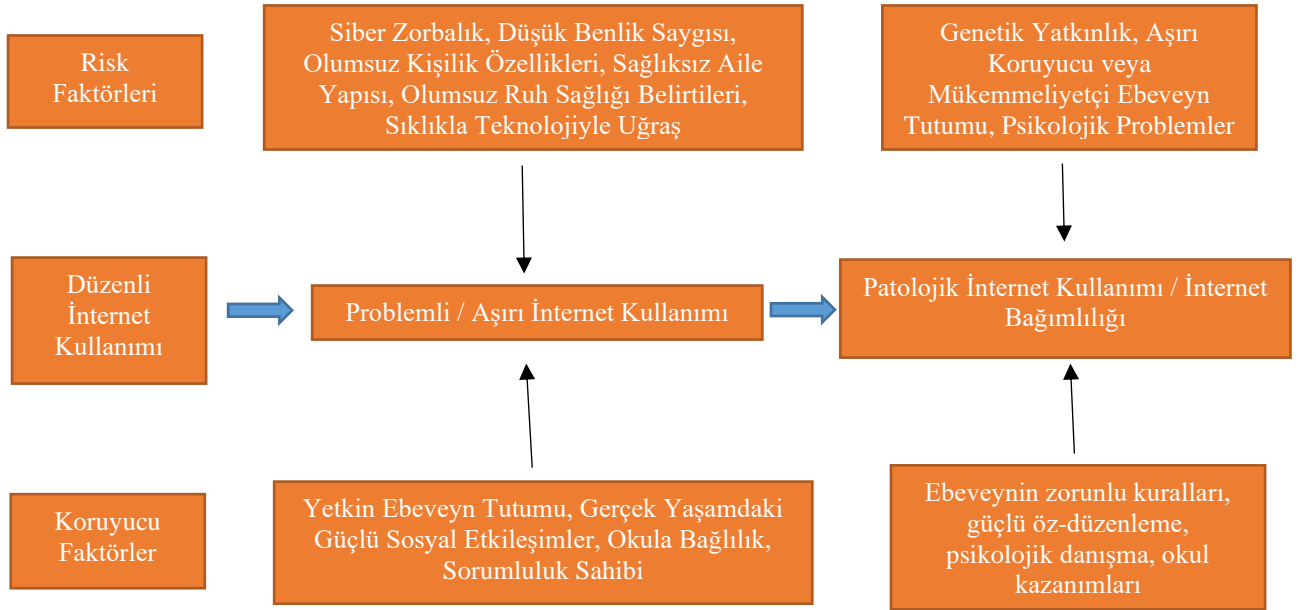 Risk
Faktörleri
Siber Zorbalık, Düşük Benlik Saygısı,
Olumsuz Kişilik Özellikleri, Sağlıksız Aile
Yapısı, Olumsuz Ruh Sağlığı Belirtileri,
Sıklıkla Teknolojiyle Uğraş
Genetik Yatkınlık, Aşırı
Koruyucu veya
Mükemmeliyetçi Ebeveyn
Tutumu, Psikolojik Problemler
Düzenli
İnternet
Kullanımı
Problemli / Aşırı İnternet Kullanımı
Patolojik İnternet Kullanımı / İnternet
Bağımlılığı
Koruyucu
Faktörler
Yetkin Ebeveyn Tutumu, Gerçek Yaşamdaki
Güçlü Sosyal Etkileşimler, Okula Bağlılık,
Sorumluluk Sahibi
Ebeveynin zorunlu kuralları,
güçlü öz-düzenleme,
psikolojik danışma, okul
kazanımları